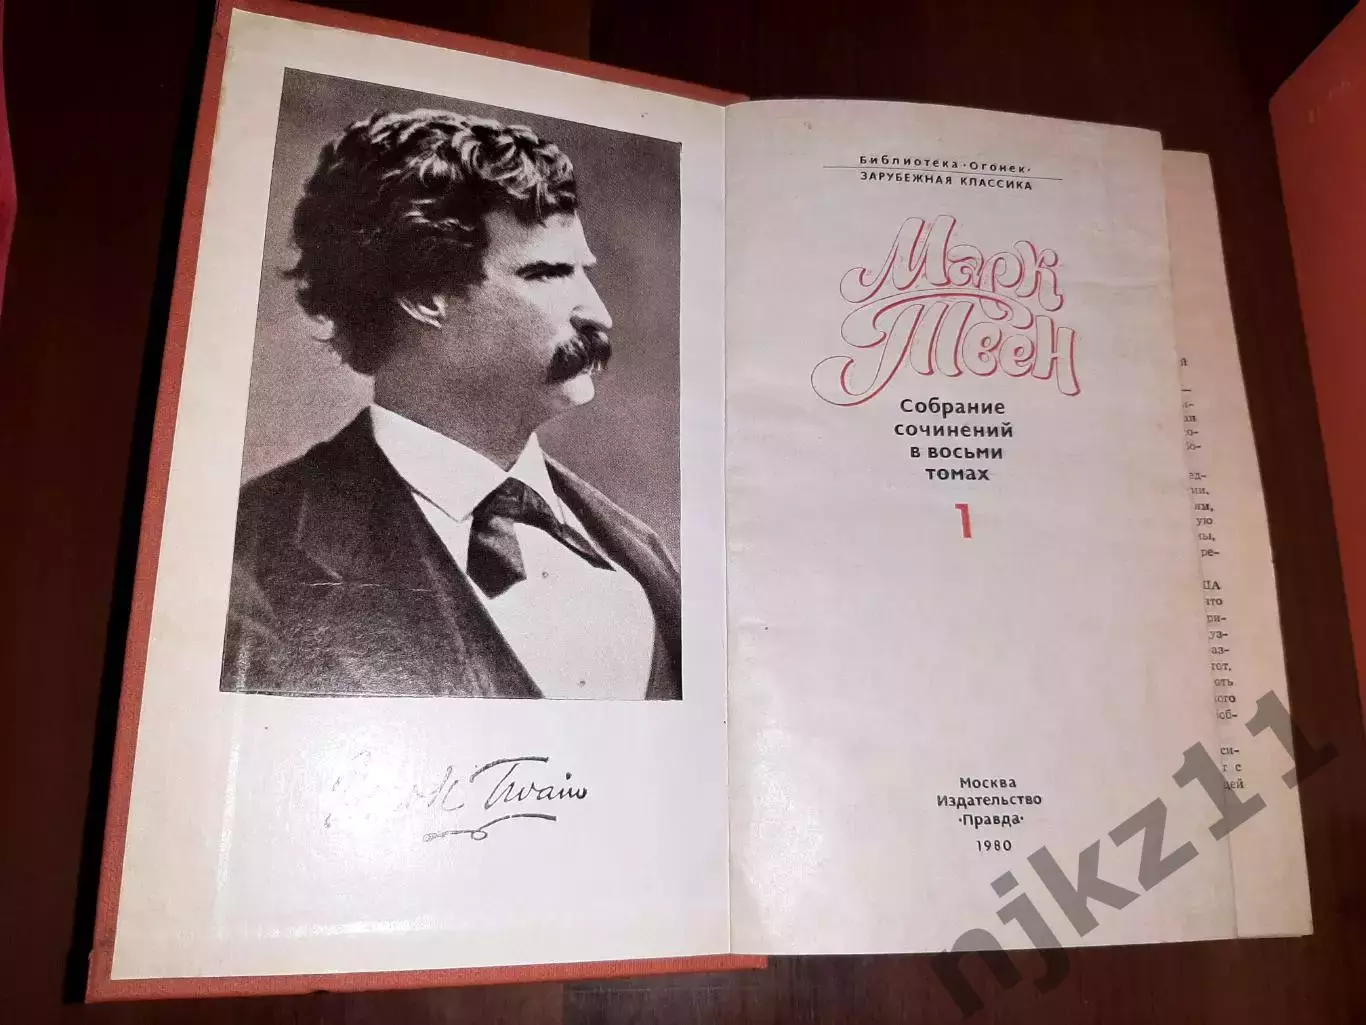 Библиотека «Огонек»
ЗАРУБЕЖНАЯ КЛАССИКА
Марк
Твен
Собрание
сочинений
в восьми
томах
1
Москва
Издательство
«Правда»
1980
Mark Twain
njkz11